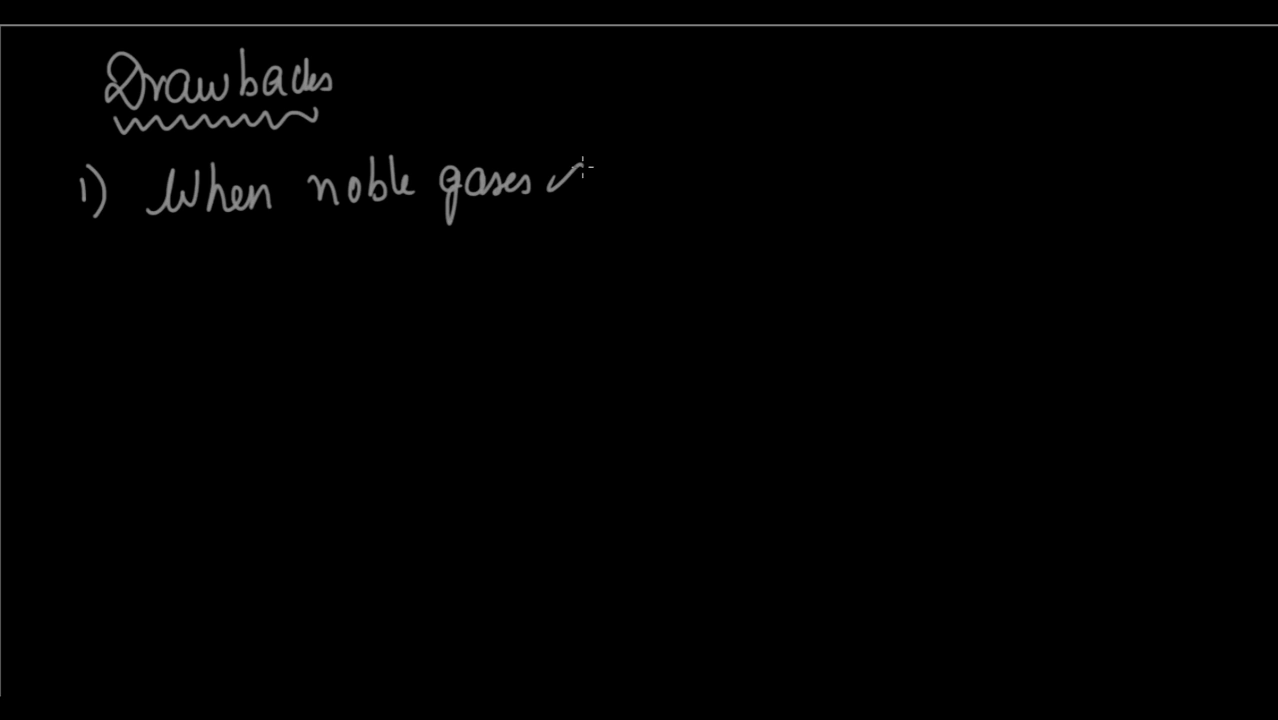 Drawbacks
1) When noble gases